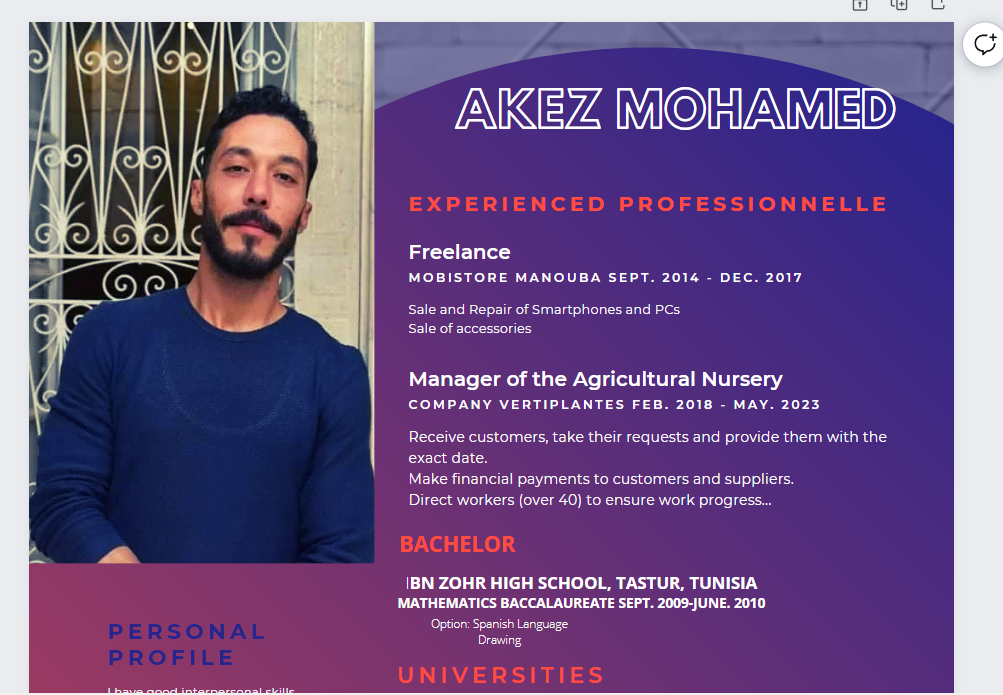 AKEZ MOHAMED
EXPERIENCED PROFESSIONNELLE
Freelance
MOBISTORE MANOUBA SEPT. 2014 - DEC. 2017
Sale and Repair of Smartphones and PCs
Sale of accessories
Manager of the Agricultural Nursery
COMPANY VERTIPLANTES FEB. 2018 - MAY. 2023
Receive customers, take their requests and provide them with the
exact date.
Make financial payments to customers and suppliers.
Direct workers (over 40) to ensure work progress...
BACHELOR
IBN ZOHR HIGH SCHOOL, TASTUR, TUNISIA
MATHEMATICS BACCALAUREATE SEPT. 2009-JUNE. 2010
Option: Spanish Language
Drawing
UNIVERSITIES
PERSONAL
PROFILE
I have good interpersonal skills